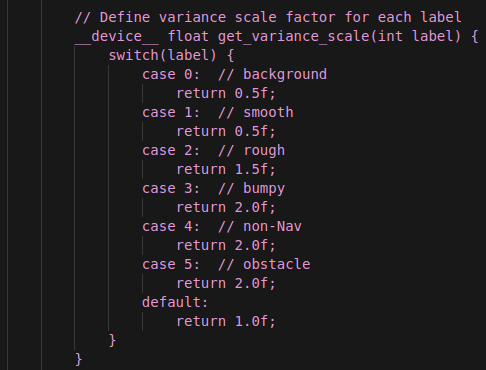 // Define variance scale factor for each label
__device__ float get_variance_scale(int label) {
switch(label) {
case 0:  // background
return 0.5f;
case 1:  // smooth
return 0.5f;
case 2:  // rough
return 1.5f;
case 3:  // bumpy
return 2.0f;
case 4:  // non-Nav
return 2.0f;
case 5:  // obstacle
return 2.0f;
default:
return 1.0f;
}
}